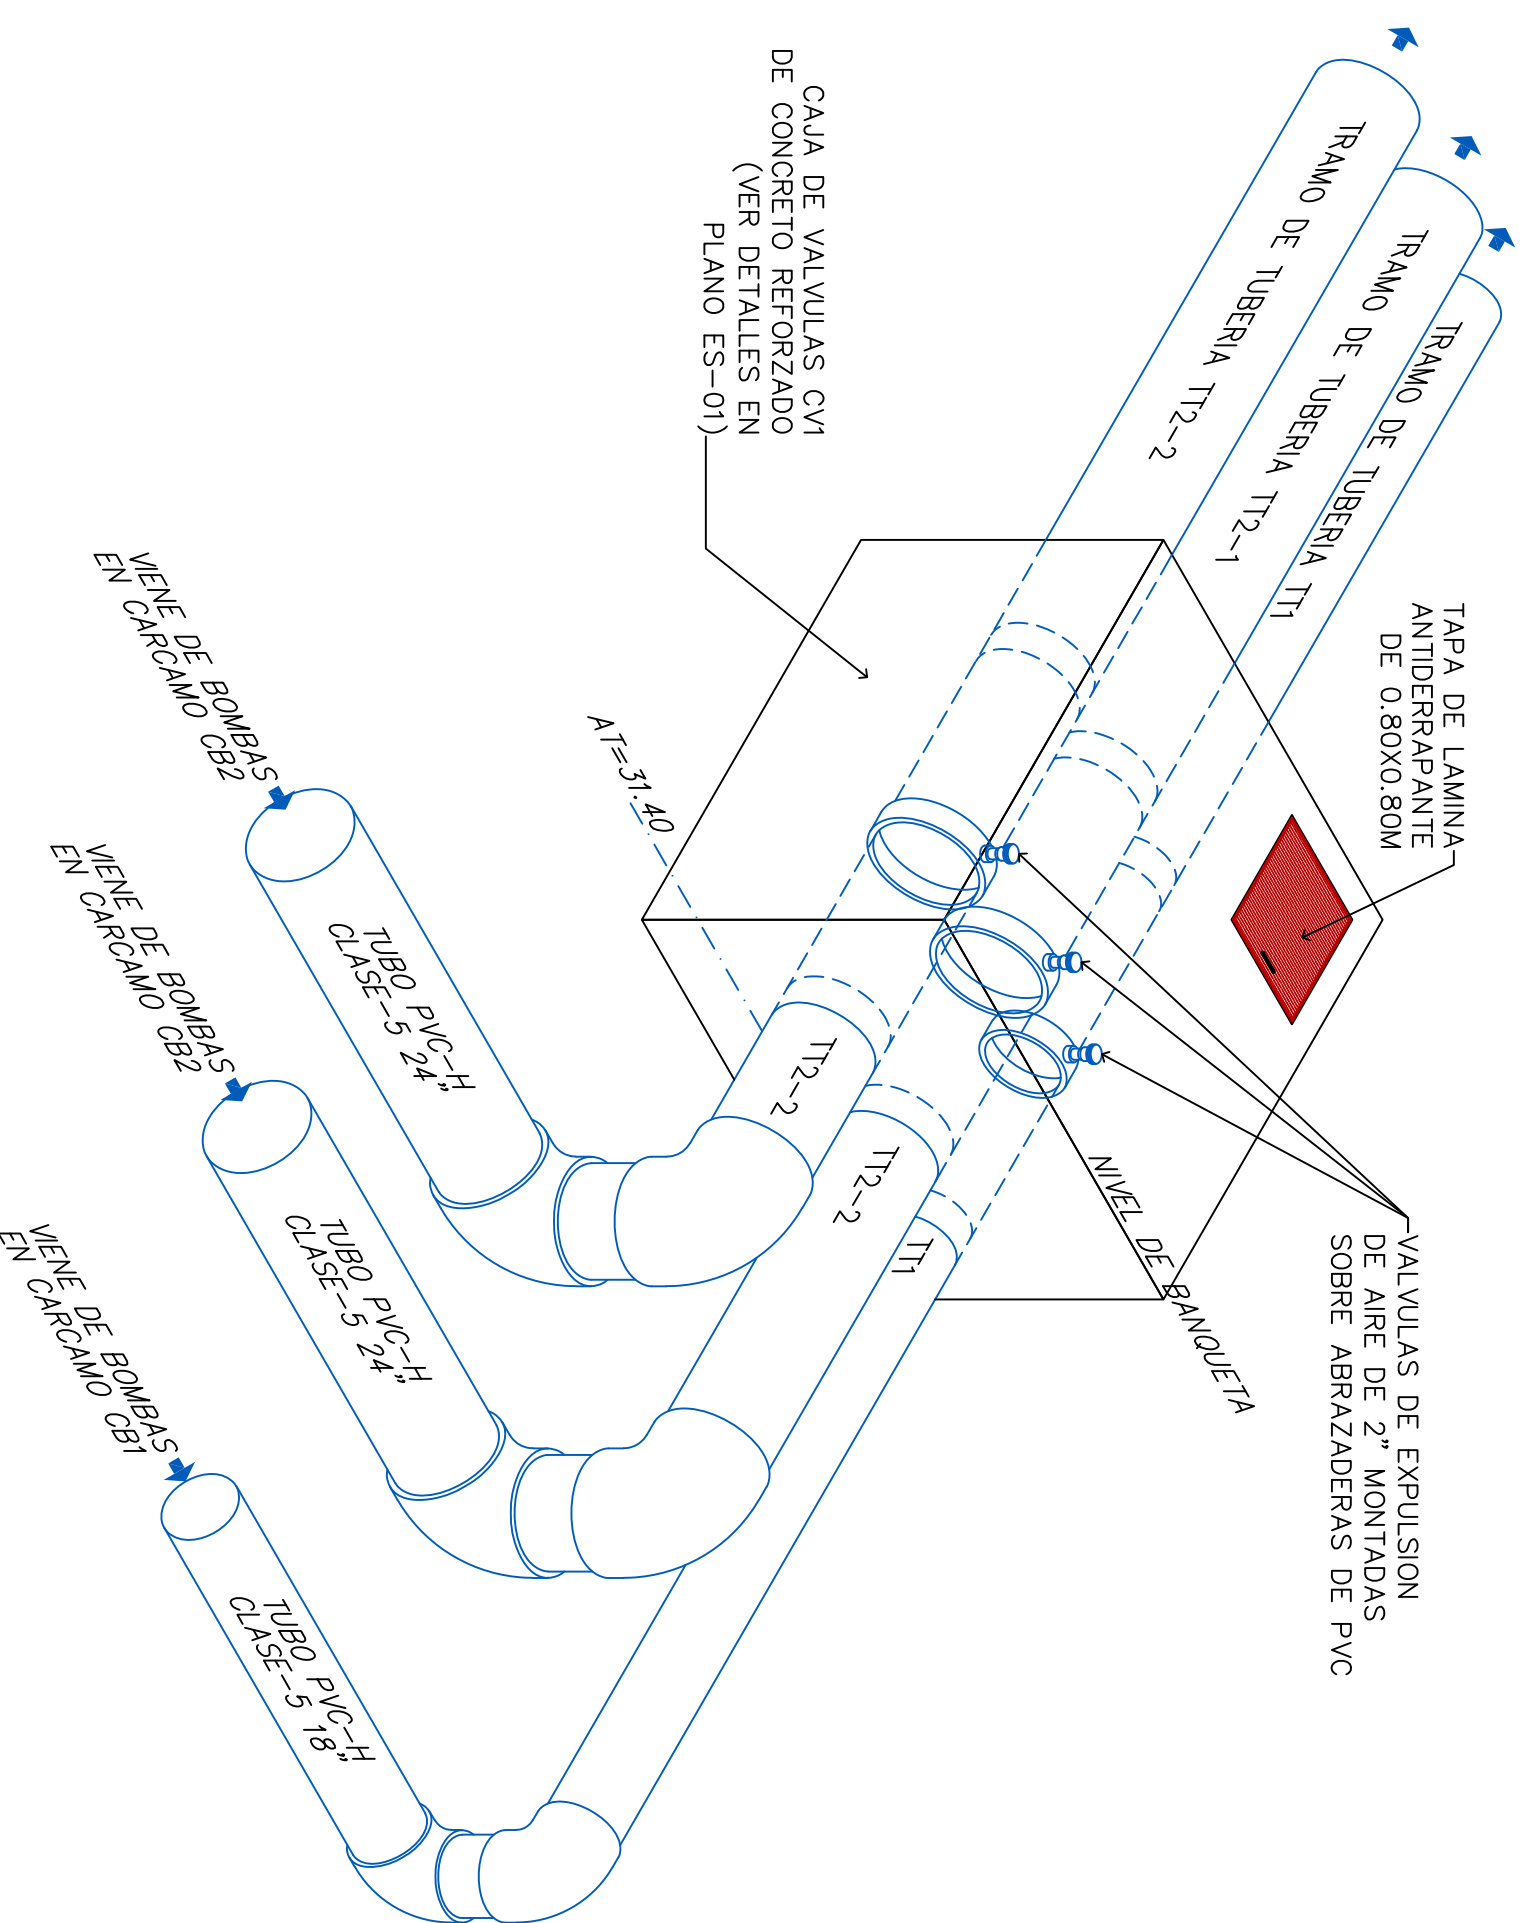 TAPA DE LAMINA
ANTIDERRAPANTE
DE 0.80X0.80M
VALVULAS DE EXPULSION
DE AIRE DE 2" MONTADAS
SOBRE ABRAZADERAS DE PVC
TRAMO DE TUBERIA TT1
TRAMO DE TUBERIA TT2-1
TRAMO DE TUBERIA TT2-2
NIVEL DE BANQUETA
CAJA DE VALVULAS CV1
DE CONCRETO REFORZADO
(VER DETALLES EN
PLANO ES-01)
AT=31.40
TT2-2
TT2-2
TT1
TUBO PVC-H
CLASE-5 24"
VIENE DE BOMBAS
EN CARCAMO CB2
TUBO PVC-H
CLASE-5 24"
VIENE DE BOMBAS
EN CARCAMO CB2
TUBO PVC-H
CLASE-5 18"
VIENE DE BOMBAS
EN CARCAMO CB1